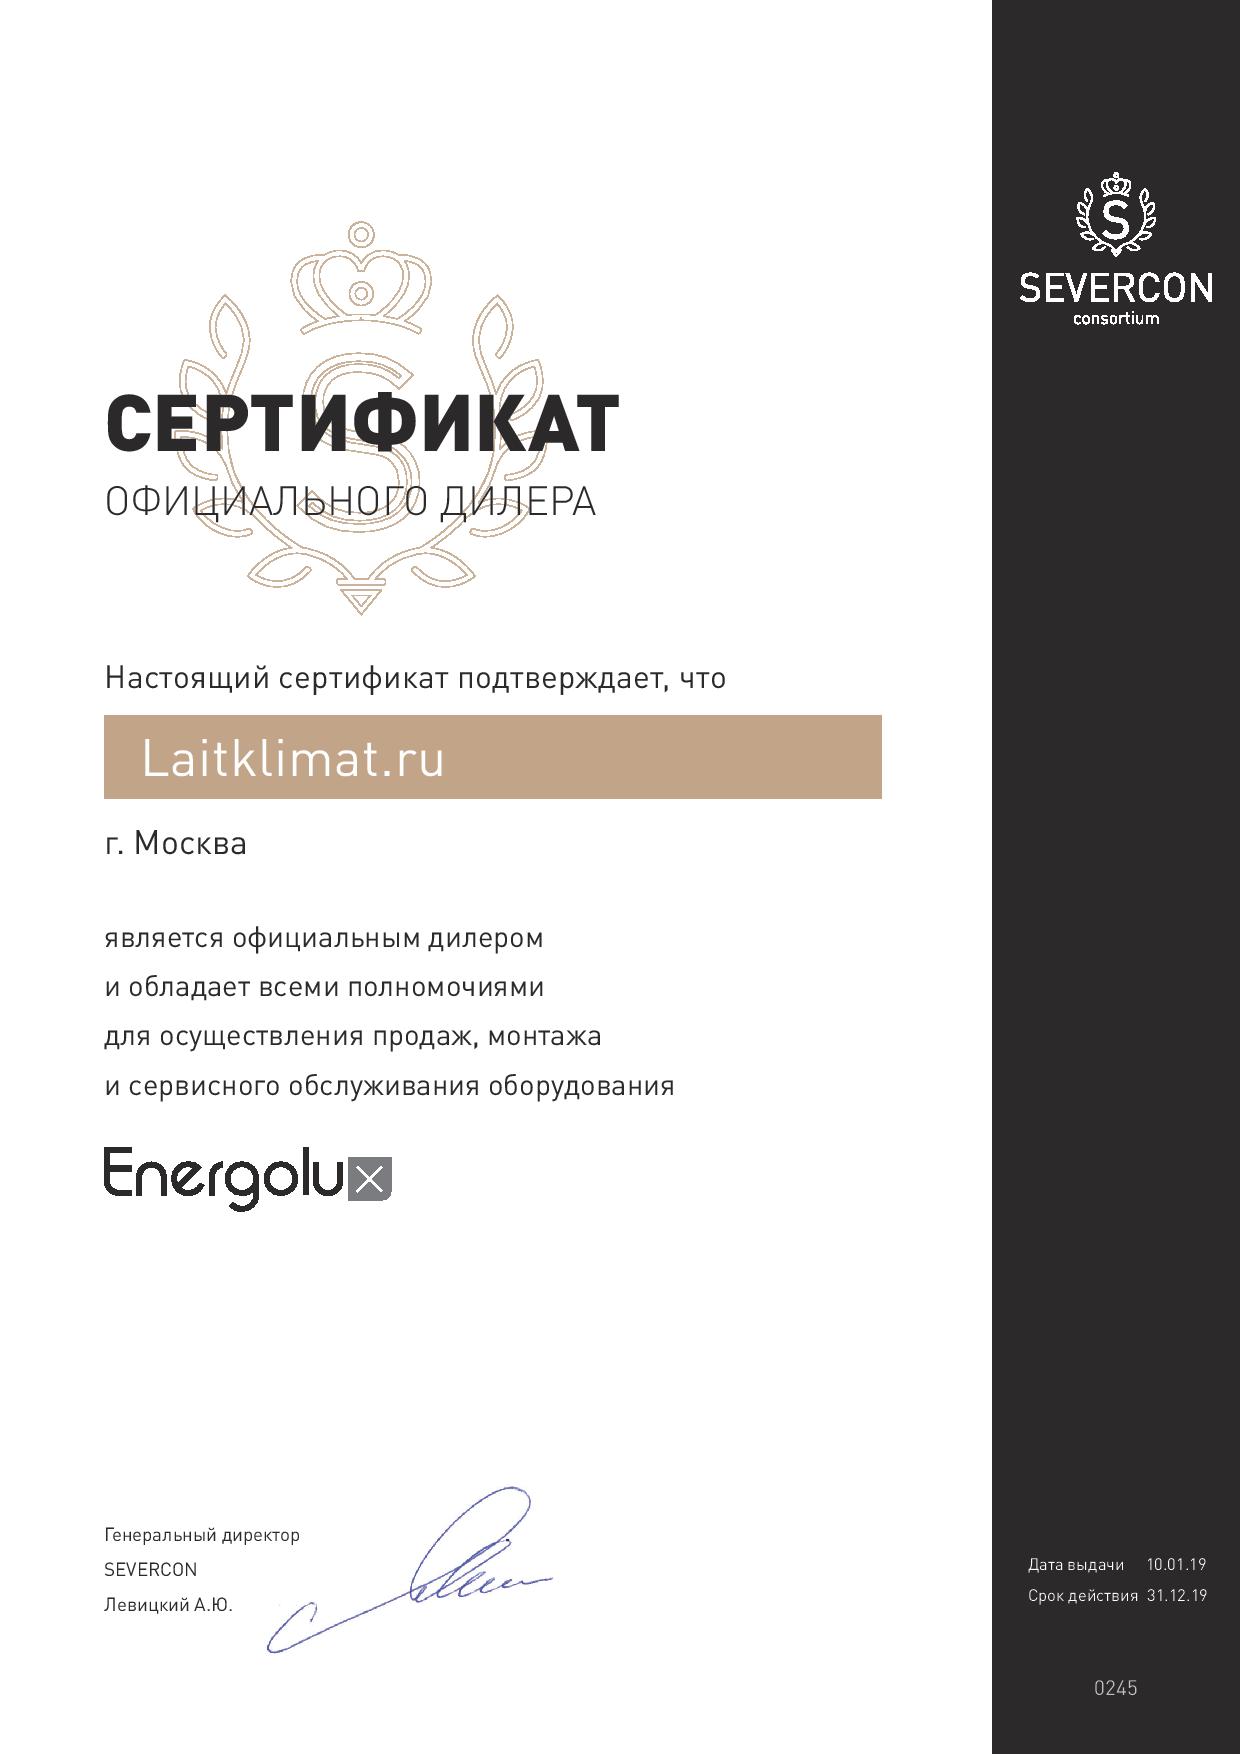 СЕРТИФИКАТ
ОФИЦИАЛЬНОГО ДИЛЕРА
Настоящий сертификат подтверждает, что
Laitklimat.ru
г. Москва
является официальным дилером
и обладает всеми полномочиями
для осуществления продаж, монтажа
и сервисного обслуживания оборудования
Energolux
Генеральный директор
SEVERCON
Левицкий А.Ю.
S
SEVERCON
consortium
Дата выдачи 10.01.19
Срок действия 31.12.19
0245